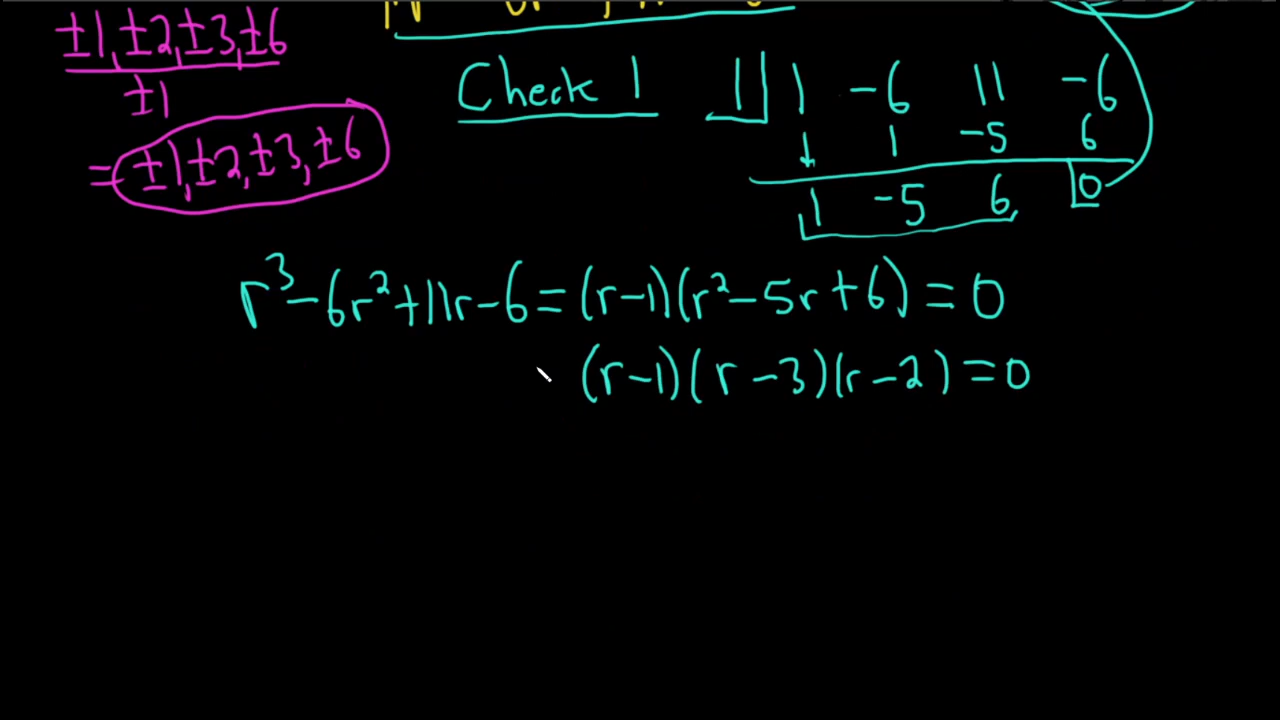 ±1,±2,±3,±6
±1
= ±1,±2,±3,±6
Check 1
1| 1 -6 11 -6
1 -5 6
1 -5 6 0
r³-6r²+11r-6=(r-1)(r²-5r+6)=0
(r-1)(r-3)(r-2)=0